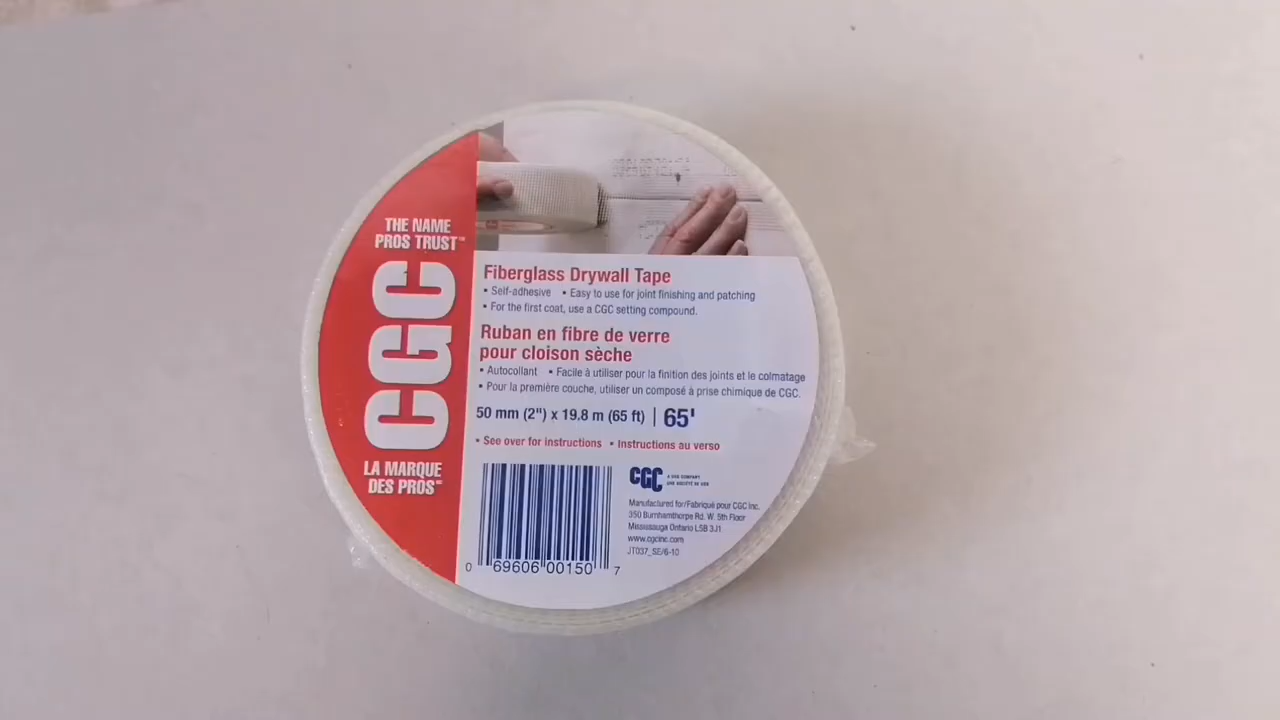 THE NAME
PROS TRUST™
CGC
LA MARQUE
DES PROS
Fiberglass Drywall Tape
• Self-adhesive • Easy to use for joint finishing and patching
• For the first coat, use a CGC setting compound.
Ruban en fibre de verre
pour cloison sèche
• Autocollant • Facile à utiliser pour la finition des joints et le colmatage
• Pour la première couche, utiliser un composé à prise chimique de CGC.
50 mm (2") x 19.8 m (65 ft) | 65'
• See over for instructions • Instructions au verso
CGC
Manufactured for/Fabriqué pour CGC Inc.
350 Burnhamthorpe Rd. W. 5th Floor
Mississauga Ontario L5B 3J1
www.cgcinc.com
JT037_SE/6-10
0 69606 00150 7